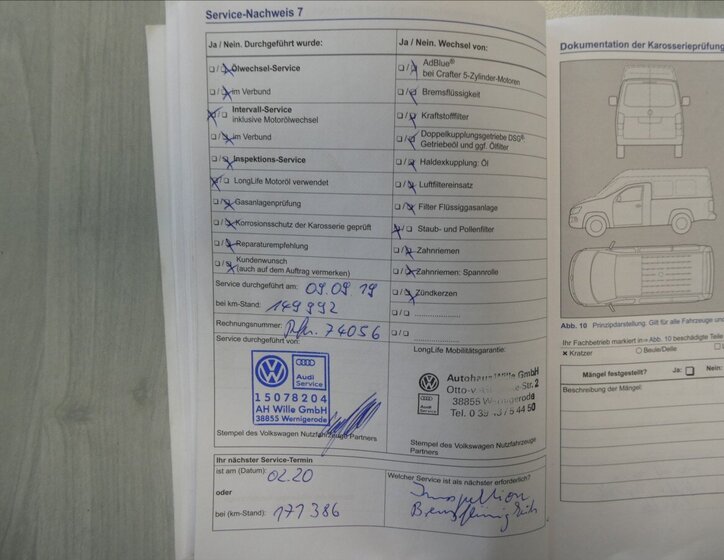 Service-Nachweis 7
Ja / Nein. Durchgeführt wurde:
Ölwechsel-Service
im Verbund
Intervall-Service
inklusive Motorölwechsel
im Verbund
Inspektions-Service
LongLife Motoröl verwendet
Gasanlagenprüfung
Korrosionsschutz der Karosserie geprüft
Reparaturempfehlung
Kundenwunsch
(auch auf dem Auftrag vermerken)
Service durchgeführt am: 09.09.19
bei km-Stand: 149992
Rechnungsnummer: 74056
Service durchgeführt von:
Audi
Service
15078204
AH Wille GmbH
38855 Wernigerode
Stempel des Volkswagen Nutzfahrzeuge Partners
Ihr nächster Service-Termin
ist am (Datum): 02.20
oder
bei (km-Stand): 171386
Ja / Nein. Wechsel von:
AdBlue®
bei Crafter 5-Zylinder-Motoren
Bremsflüssigkeit
Kraftstofffilter
Doppelkupplungsgetriebe DSG®:
Getriebeöl und ggf. Ölfilter
Haldexkupplung: Öl
Luftfiltereinsatz
Filter Flüssiggasanlage
Staub- und Pollenfilter
Zahnriemen
Zahnriemen: Spannrolle
Zündkerzen
LongLife Mobilitätsgarantie:
Autohaus Wille GmbH
Audi
Service
38855 Wernigerode
Stempel des Volkswagen Nutzfahrzeuge
Partners
Welcher Service ist als nächster erforderlich?
Inspektion
Bremsflüssigkeit
Dokumentation der Karosserieprüfung
Abb. 10 Prinzipdarstellung. Gilt für alle Fahrzeuge
Ihr Fachbetrieb markiert in ⇒ Abb. 10 beschädigte Teile
× Kratzer
○ Beule/Delle
Mängel festgestellt? Ja: Nein:
Beschreibung der Mängel: